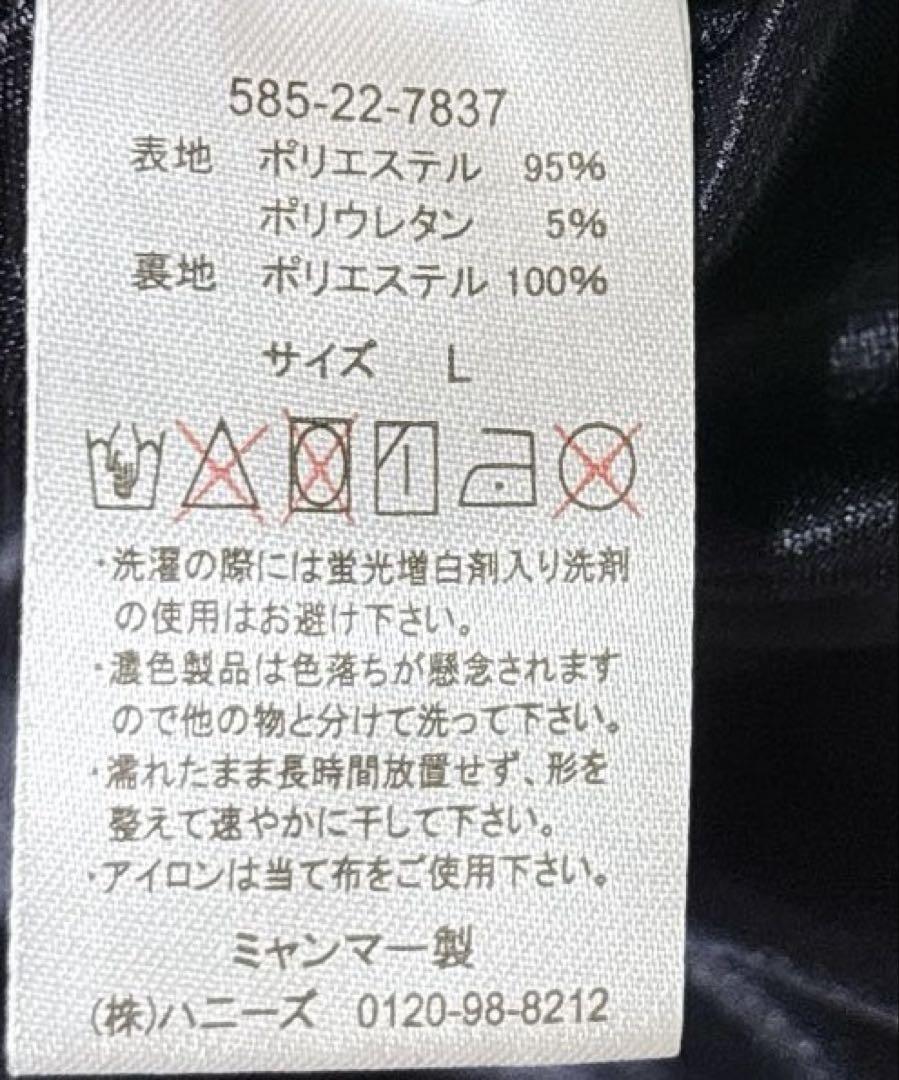 585-22-7837
表地 ポリエステル 95%
ポリウレタン 5%
裏地 ポリエステル 100%
サイズ L
・洗濯の際には蛍光増白剤入り洗剤
の使用はお避け下さい。
・濃色製品は色落ちが懸念されます
ので他の物と分けて洗って下さい。
・濡れたまま長時間放置せず、形を
整えて速やかに干して下さい。
・アイロンは当て布をご使用下さい。
ミャンマー製
(株)ハニーズ 0120-98-8212